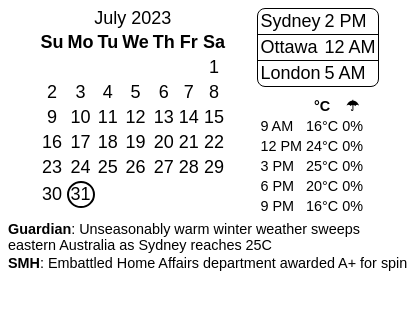 July 2023
Su Mo Tu We Th Fr Sa
1
2 3 4 5 6 7 8
9 10 11 12 13 14 15
16 17 18 19 20 21 22
23 24 25 26 27 28 29
30 31
Sydney 2 PM
Ottawa 12 AM
London 5 AM
°C ☂
9 AM 16°C 0%
12 PM 24°C 0%
3 PM 25°C 0%
6 PM 20°C 0%
9 PM 16°C 0%
Guardian: Unseasonably warm winter weather sweeps
eastern Australia as Sydney reaches 25C
SMH: Embattled Home Affairs department awarded A+ for spin